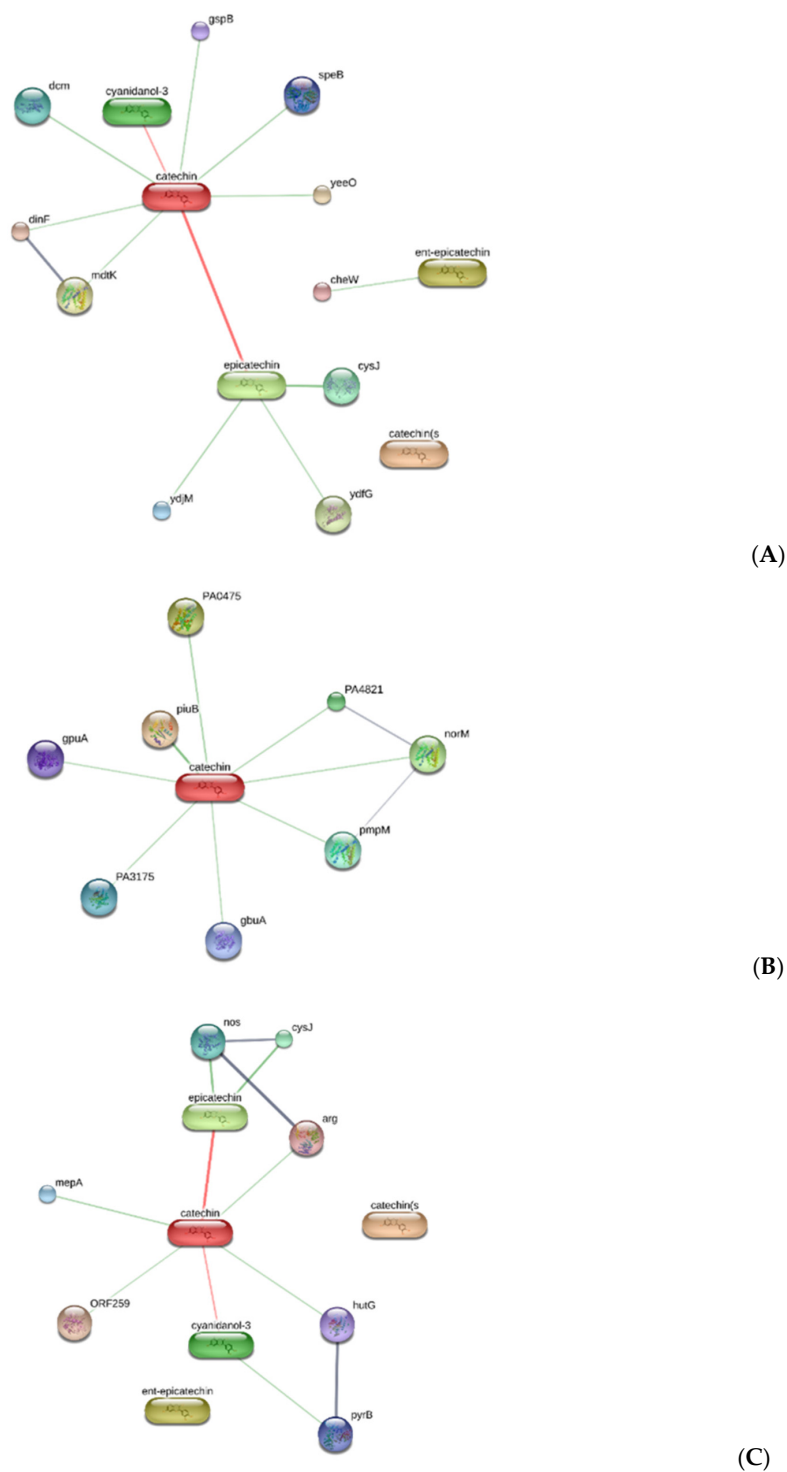 gspB
speB
dcm
cyanidanol-3
catechin
yeeO
dinF
ent-epicatechin
mdtK
cheW
epicatechin
cysJ
catechin(s
ydjM
ydfG
(A)
PA0475
PA4821
piuB
norM
gpuA
catechin
pmpM
PA3175
gbuA
(B)
nos
cysJ
epicatechin
arg
mepA
catechin
catechin(s
ORF259
hutG
cyanidanol-3
ent-epicatechin
pyrB
(C)